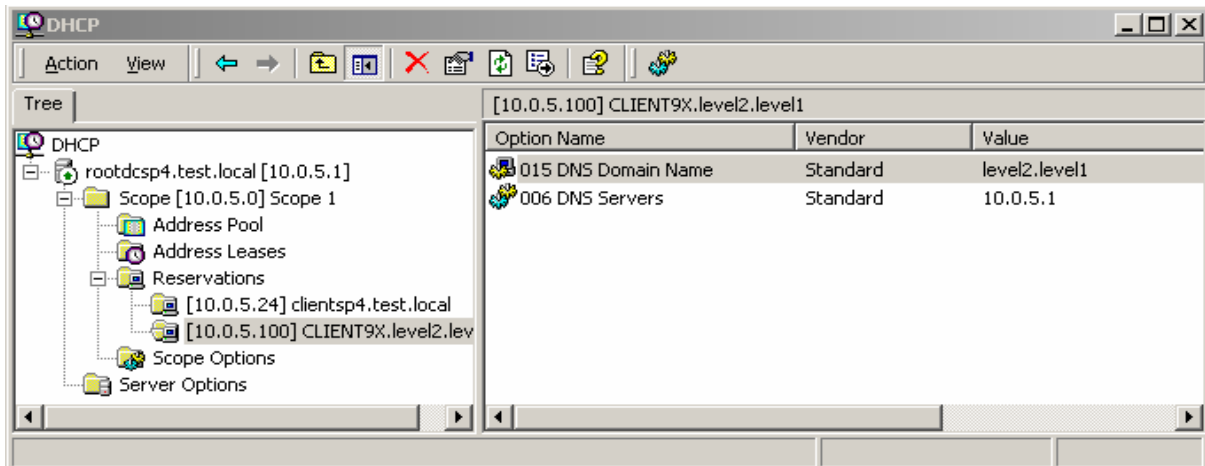 DHCP
Action View
Tree
[10.0.5.100] CLIENT9X.level2.level1
DHCP
rootdcsp4.test.local [10.0.5.1]
Scope [10.0.5.0] Scope 1
Address Pool
Address Leases
Reservations
[10.0.5.24] clientsp4.test.local
[10.0.5.100] CLIENT9X.level2.lev
Scope Options
Server Options
Option Name Vendor Value
015 DNS Domain Name Standard level2.level1
006 DNS Servers Standard 10.0.5.1